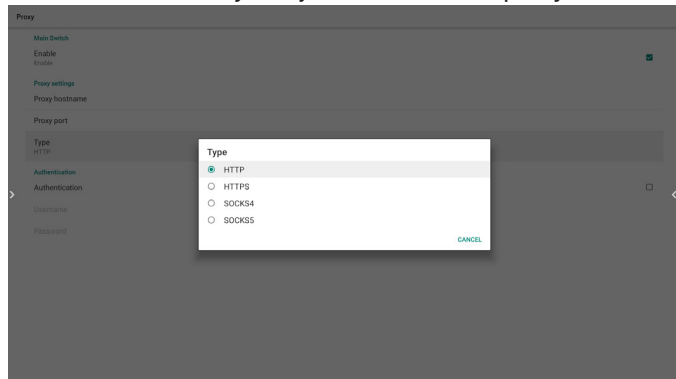 Proxy
Main Switch
Enable
Enable
Proxy settings
Proxy hostname
Proxy port
Type
HTTP
Type
HTTP
HTTPS
SOCKS4
SOCKS5
CANCEL
Authentication
Authentication
Username
Password